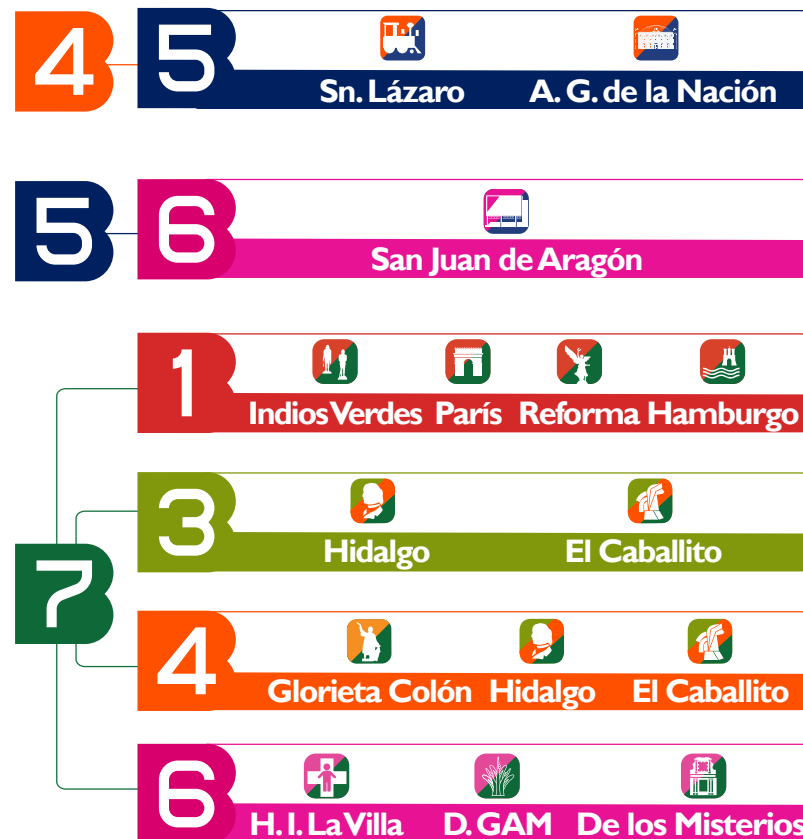 4 5
Sn. Lázaro A. G. de la Nación
5 6
San Juan de Aragón
1
Indios Verdes París Reforma Hamburgo
3
Hidalgo El Caballito
7
4
Glorieta Colón Hidalgo El Caballito
6
H. I. La Villa D. GAM De los Misterios